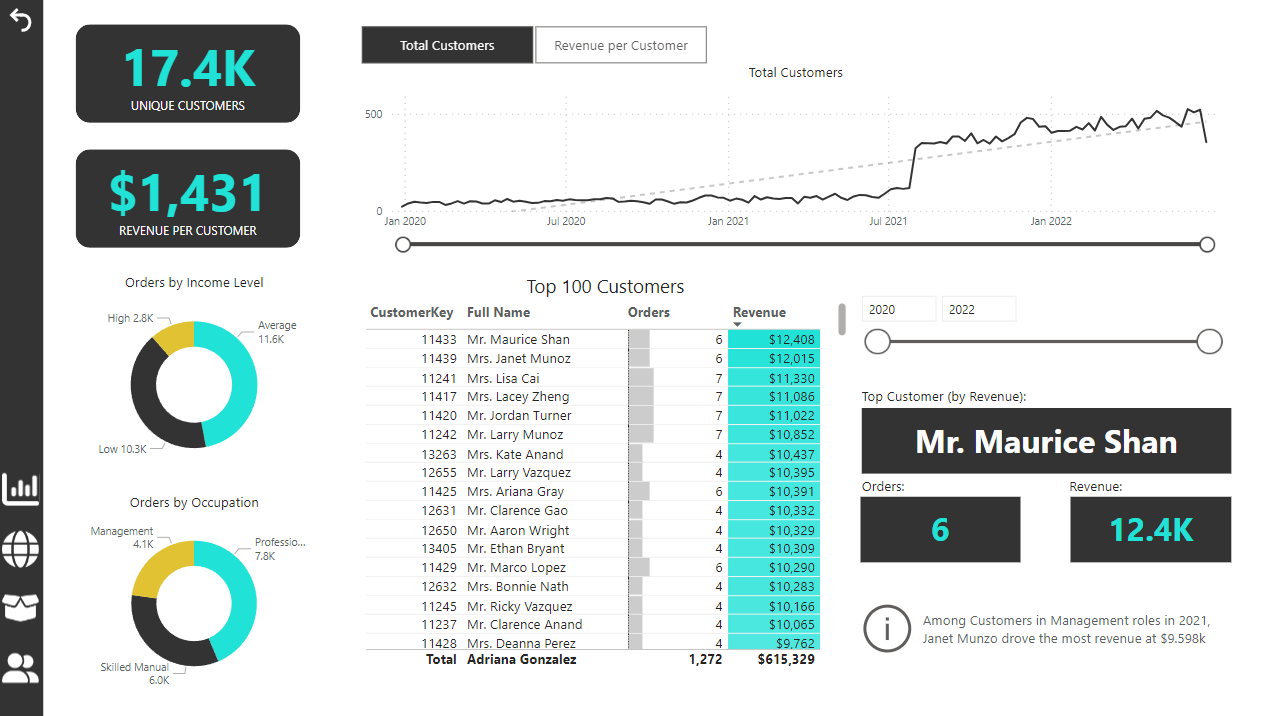 17.4K
UNIQUE CUSTOMERS
$1,431
REVENUE PER CUSTOMER
Orders by Income Level
High 2.8K
Average
11.6K
Low 10.3K
Orders by Occupation
Management
4.1K
Professio...
7.8K
Skilled Manual
6.0K
Total Customers
Revenue per Customer
Total Customers
500
0
Jan 2020 Jul 2020 Jan 2021 Jul 2021 Jan 2022
Top 100 Customers
CustomerKey Full Name Orders Revenue
11433 Mr. Maurice Shan 6 $12,408
11439 Mrs. Janet Munoz 6 $12,015
11241 Mrs. Lisa Cai 7 $11,330
11417 Mrs. Lacey Zheng 7 $11,086
11420 Mr. Jordan Turner 7 $11,022
11242 Mr. Larry Munoz 7 $10,852
13263 Mrs. Kate Anand 4 $10,437
12655 Mr. Larry Vazquez 4 $10,395
11425 Mrs. Ariana Gray 6 $10,391
12631 Mr. Clarence Gao 4 $10,332
12650 Mr. Aaron Wright 4 $10,329
13405 Mr. Ethan Bryant 4 $10,309
11429 Mr. Marco Lopez 6 $10,290
12632 Mrs. Bonnie Nath 4 $10,283
11245 Mr. Ricky Vazquez 4 $10,166
11237 Mr. Clarence Anand 4 $10,065
11428 Mrs. Deanna Perez 4 $9,762
Total Adriana Gonzalez 1,272 $615,329
2020 2022
Top Customer (by Revenue):
Mr. Maurice Shan
Orders: Revenue:
6 12.4K
i
Among Customers in Management roles in 2021,
Janet Munzo drove the most revenue at $9.598k